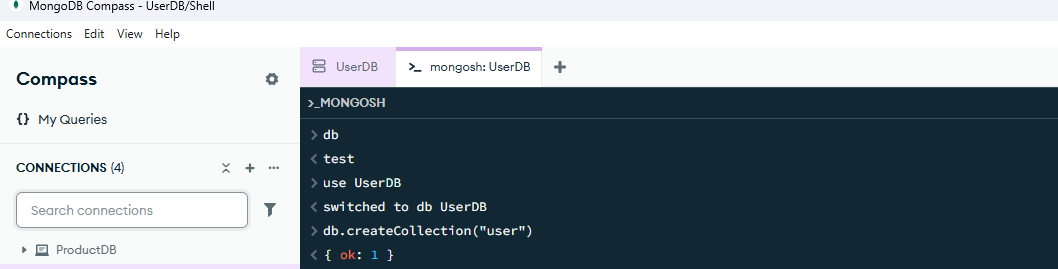 MongoDB Compass - UserDB/Shell
Connections Edit View Help
Compass
{} My Queries
CONNECTIONS (4)
Search connections
ProductDB
UserDB
>_ mongosh: UserDB +
>_MONGOSH
> db
< test
> use UserDB
< switched to db UserDB
> db.createCollection("user")
< { ok: 1 }